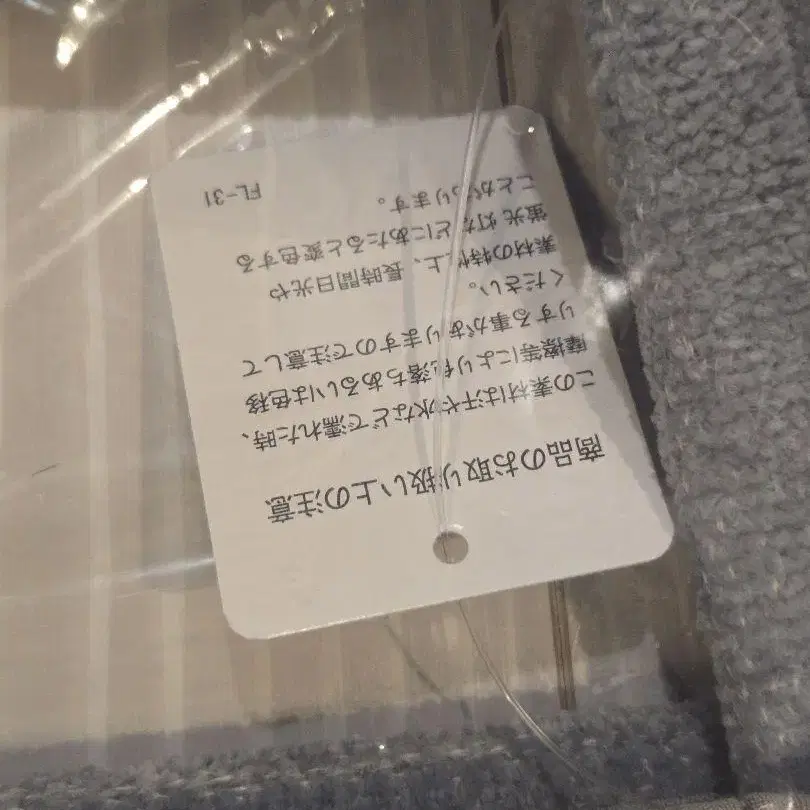 商品のお取り扱い上の注意
この素材は汗や水などで濡れた時、
摩擦等により色落ちあるいは色移
りする事がありますので注意して
ください。
素材の特性上、長時間日光や
蛍光灯などにあたると変色する
ことがあります。
FL-31